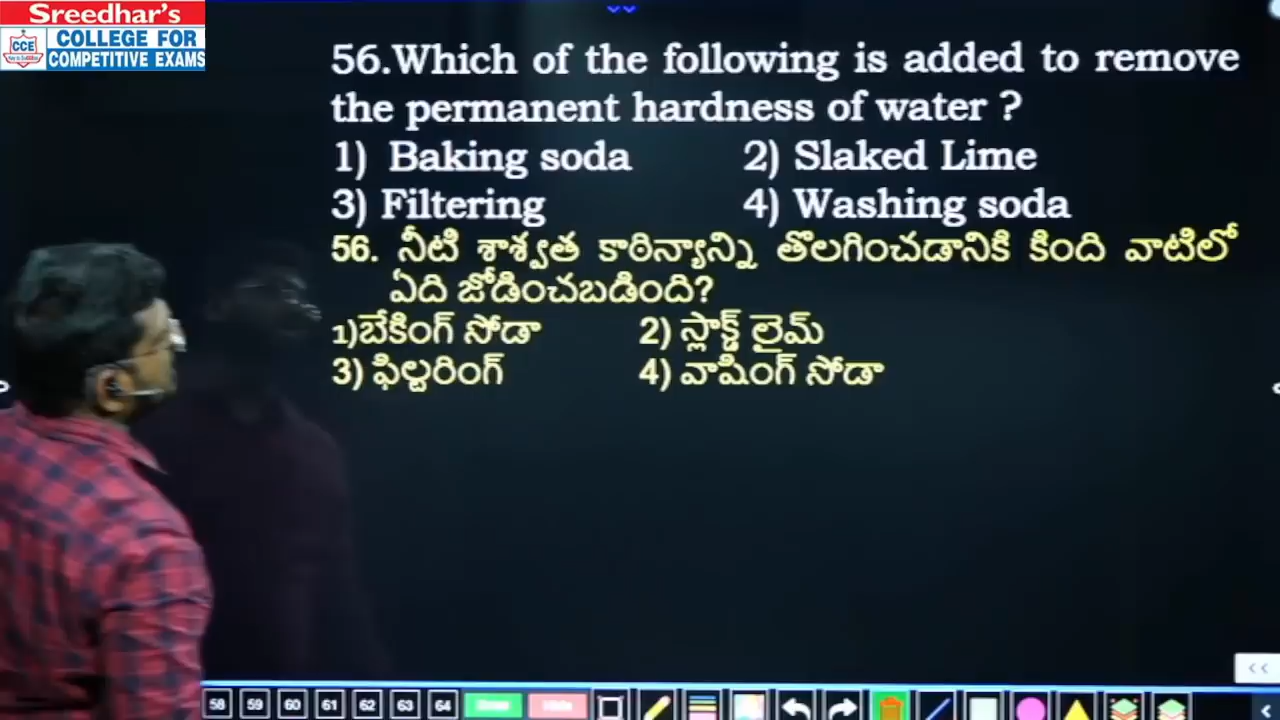 Sreedhar's
CCE
COLLEGE FOR
COMPETITIVE EXAMS
56.Which of the following is added to remove
the permanent hardness of water ?
1) Baking soda 2) Slaked Lime
3) Filtering 4) Washing soda
56. నీటి శాశ్వత కాఠిన్యాన్ని తొలగించడానికి కింది వాటిలో
ఏది జోడించబడింది?
1)బేకింగ్ సోడా 2) స్లాక్డ్ లైమ్
3) ఫిల్టరింగ్ 4) వాషింగ్ సోడా
58 59 60 61 62 63 64